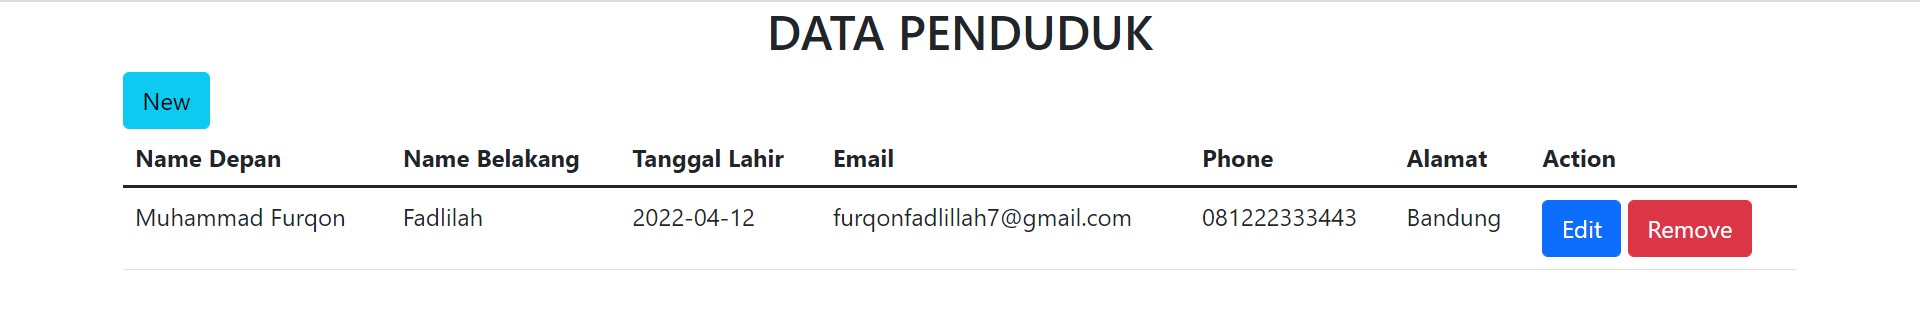 DATA PENDUDUK
New
Name Depan Name Belakang Tanggal Lahir Email Phone Alamat Action
Muhammad Furqon Fadlilah 2022-04-12 furqonfadlillah7@gmail.com 081222333443 Bandung Edit Remove